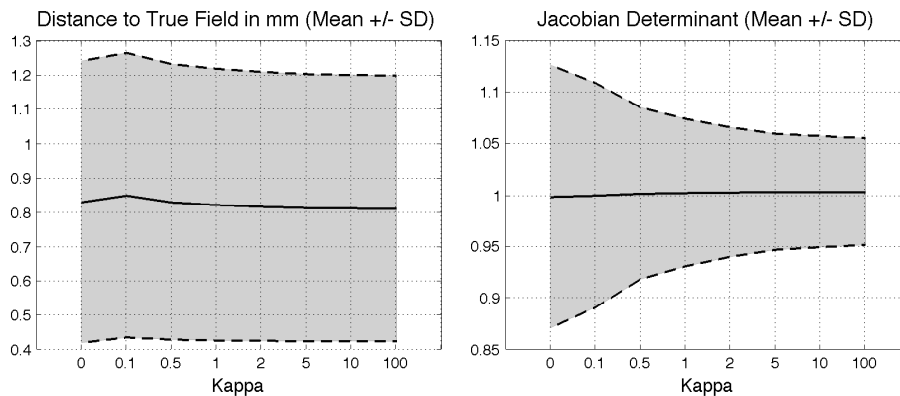 Distance to True Field in mm (Mean +/- SD)
1.3
1.2
1.1
1
0.9
0.8
0.7
0.6
0.5
0.4
0 0.1 0.5 1 2 5 10 100
Kappa
Jacobian Determinant (Mean +/- SD)
1.15
1.1
1.05
1
0.95
0.9
0.85
0 0.1 0.5 1 2 5 10 100
Kappa